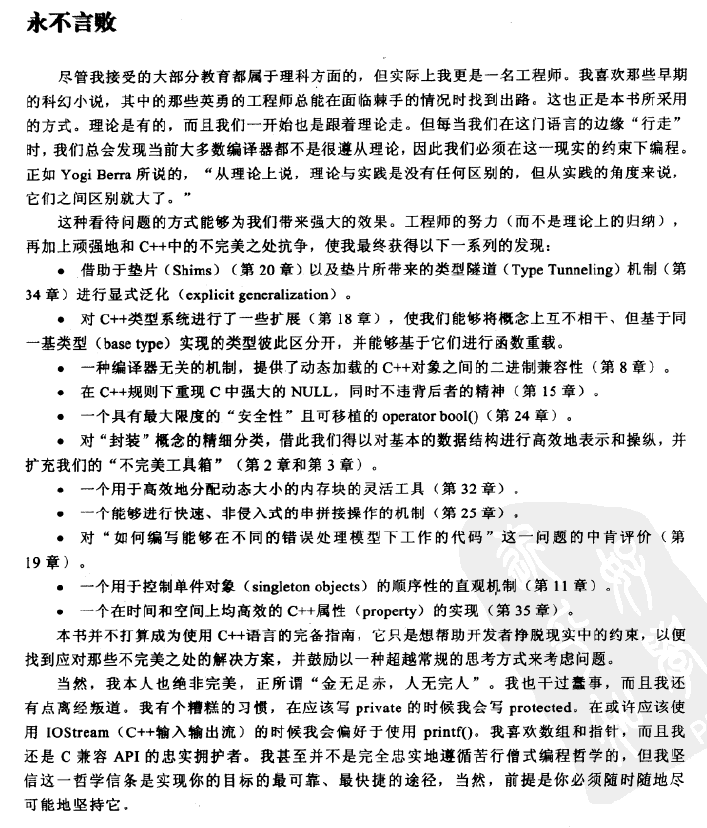 永不言败
尽管我接受的大部分教育都属于理科方面的，但实际上我更是一名工程师。我喜欢那些早期
的科幻小说，其中的那些英勇的工程师总能在面临棘手的情况时找到出路。这也正是本书所采用
的方式。理论是有的，而且我们一开始也是跟着理论走。但每当我们在这门语言的边缘“行走”
时，我们总会发现当前大多数编译器都不是很遵从理论，因此我们必须在这一现实的约束下编程。
正如 Yogi Berra 所说的，“从理论上说，理论与实践是没有任何区别的，但从实践的角度来说，
它们之间区别就大了。”
这种看待问题的方式能够为我们带来强大的效果。工程师的努力（而不是理论上的归纳），
再加上顽强地和 C++中的不完美之处抗争，使我最终获得以下一系列的发现：
● 借助于垫片（Shims）（第 20 章）以及垫片所带来的类型隧道（Type Tunneling）机制（第
34 章）进行显式泛化（explicit generalization）。
● 对 C++类型系统进行了一些扩展（第 18 章），使我们能够将概念上互不相干、但基于同
一基类型（base type）实现的类型彼此区分开，并能够基于它们进行函数重载。
● 一种编译器无关的机制，提供了动态加载的 C++对象之间的二进制兼容性（第 8 章）。
● 在 C++规则下重现 C 中强大的 NULL，同时不违背后者的精神（第 15 章）。
● 一个具有最大限度的“安全性”且可移植的 operator bool()（第 24 章）。
● 对“封装”概念的精细分类，借此我们得以对基本的数据结构进行高效地表示和操纵，并
扩充我们的“不完美工具箱”（第 2 章和第 3 章）。
● 一个用于高效地分配动态大小的内存块的灵活工具（第 32 章）。
● 一个能够进行快速、非侵入式的串拼接操作的机制（第 25 章）。
● 对“如何编写能够在不同的错误处理模型下工作的代码”这一问题的中肯评价（第
19 章）。
● 一个用于控制单件对象（singleton objects）的顺序性的直观机制（第 11 章）。
● 一个在时间和空间上均高效的 C++属性（property）的实现（第 35 章）。
本书并不打算成为使用 C++语言的完备指南，它只是想帮助开发者挣脱现实中的约束，以便
找到应对那些不完美之处的解决方案，并鼓励以一种超越常规的思考方式来考虑问题。
当然，我本人也绝非完美，正所谓“金无足赤，人无完人”。我也干过蠢事，而且我还
有点离经叛道。我有个糟糕的习惯，在应该写 private 的时候我会写 protected。在或许应该使
用 IOStream（C++输入输出流）的时候我会偏好于使用 printf()。我喜欢数组和指针，而且我
还是 C 兼容 API 的忠实拥护者。我甚至并不是完全忠实地遵循苦行僧式编程哲学的，但我坚
信这一哲学信条是实现你的目标的最可靠、最快捷的途径，当然，前提是你必须随时随地尽
可能地坚持它。